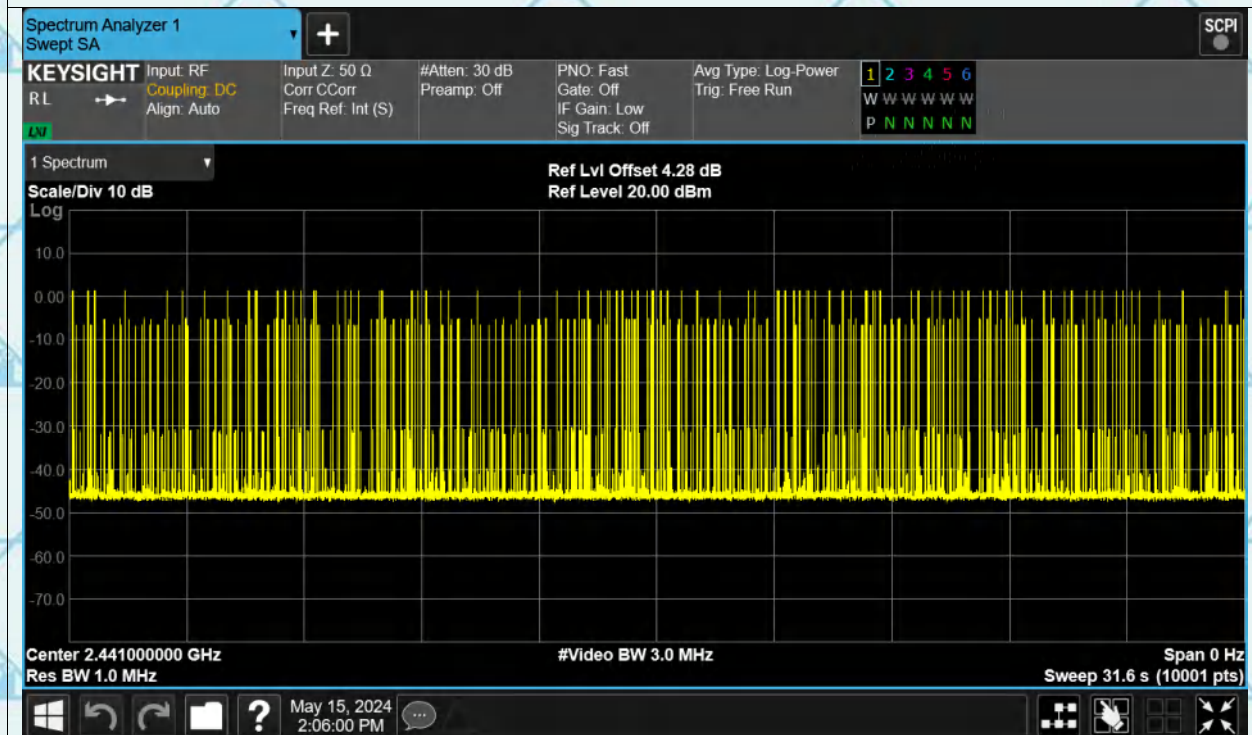 Spectrum Analyzer 1
Swept SA
+
SCPI
KEYSIGHT
RL
LXI
Input: RF
Coupling: DC
Align: Auto
Input Z: 50 Ω
Corr CCorr
Freq Ref: Int (S)
#Atten: 30 dB
Preamp: Off
PNO: Fast
Gate: Off
IF Gain: Low
Sig Track: Off
Avg Type: Log-Power
Trig: Free Run
1 2 3 4 5 6
W W W W W W
P N N N N N
1 Spectrum
Scale/Div 10 dB
Log
Ref Lvl Offset 4.28 dB
Ref Level 20.00 dBm
10.0
0.00
-10.0
-20.0
-30.0
-40.0
-50.0
-60.0
-70.0
Center 2.441000000 GHz
#Video BW 3.0 MHz
Span 0 Hz
Res BW 1.0 MHz
Sweep 31.6 s (10001 pts)
?
May 15, 2024
2:06:00 PM